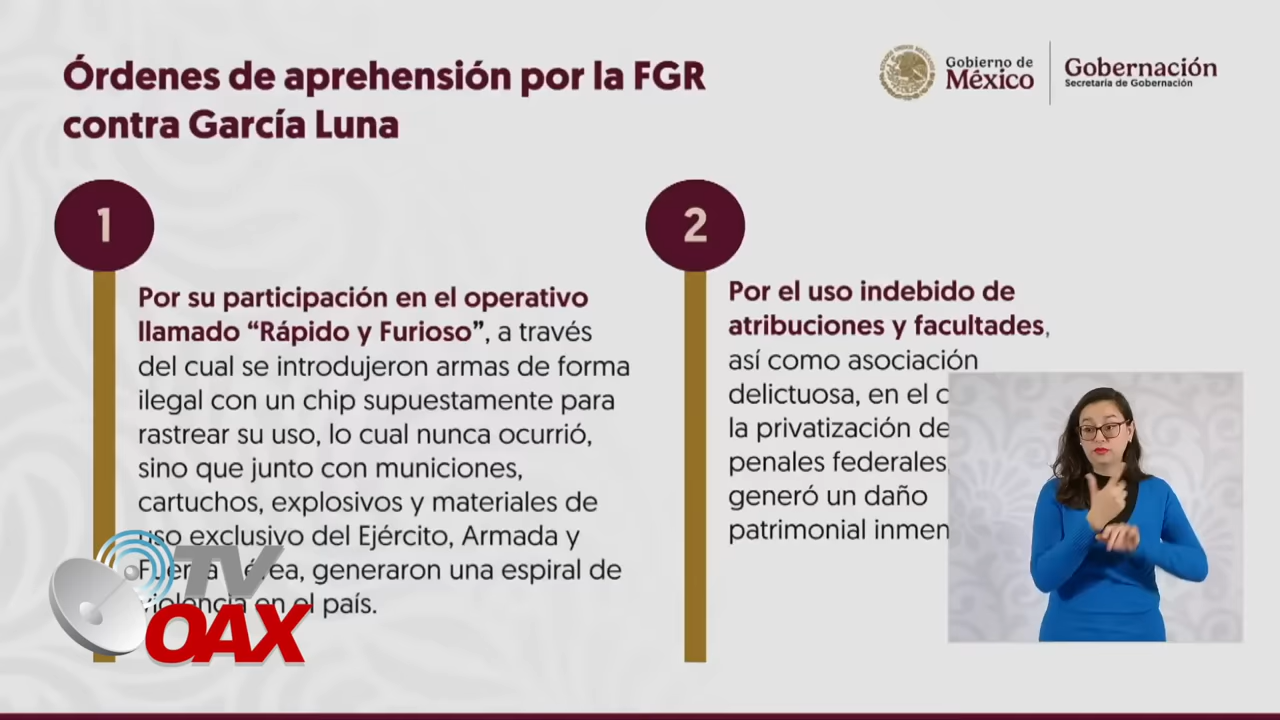 Órdenes de aprehensión por la FGR
contra García Luna
Gobierno de
México
Gobernación
Secretaría de Gobernación
1
Por su participación en el operativo
llamado “Rápido y Furioso”, a través
del cual se introdujeron armas de forma
ilegal con un chip supuestamente para
rastrear su uso, lo cual nunca ocurrió,
sino que junto con municiones,
cartuchos, explosivos y materiales de
uso exclusivo del Ejército, Armada y
Fuerza Aérea, generaron una espiral de
violencia en el país.
2
Por el uso indebido de
atribuciones y facultades,
así como asociación
delictuosa, en el
la privatización de
penales federales
generó un daño
patrimonial
TV
OAX